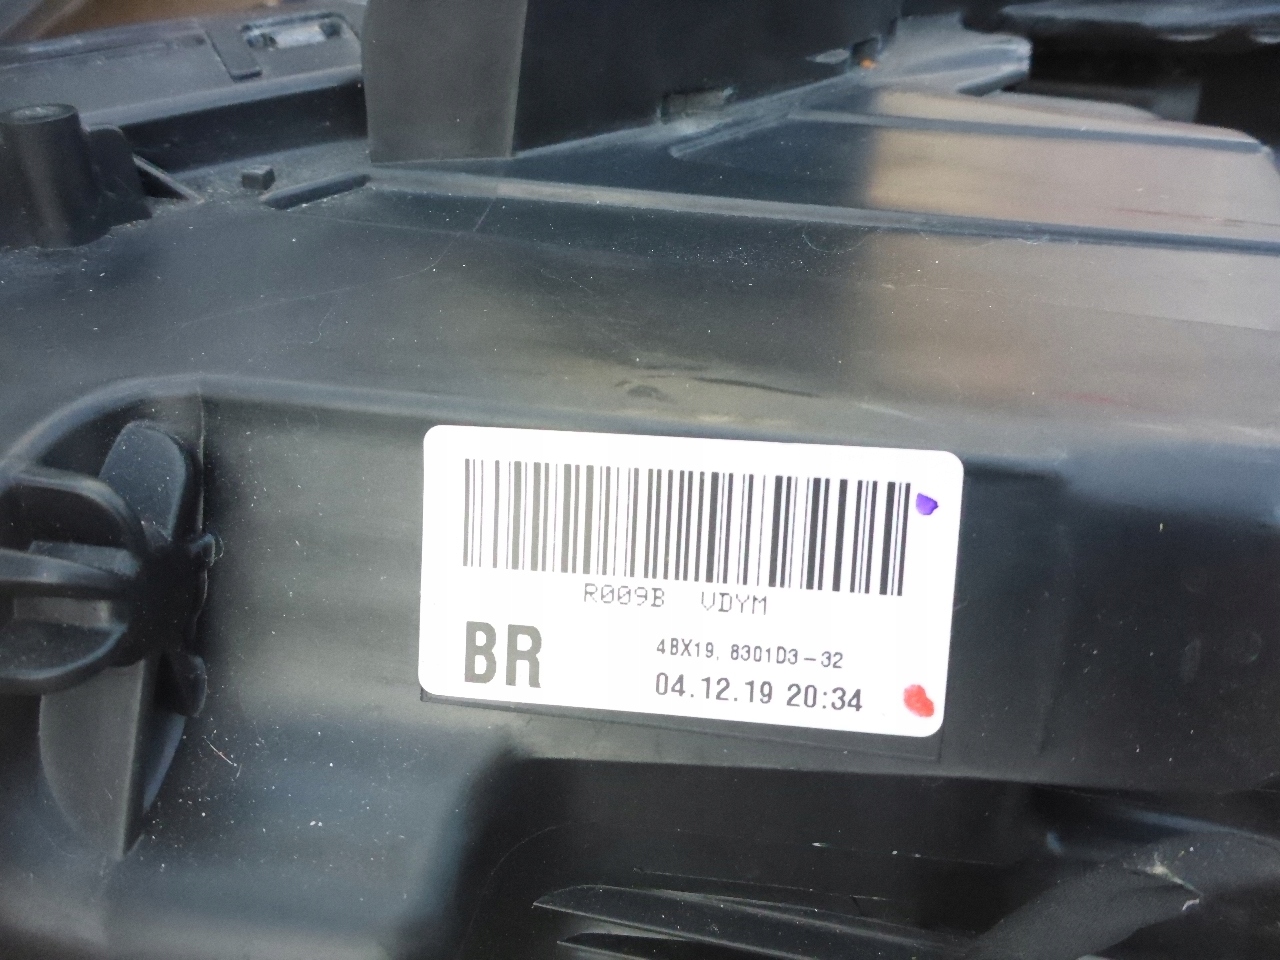 R009B VDYM
BR
4BX19, 8301D3-32
04.12.19 20:34